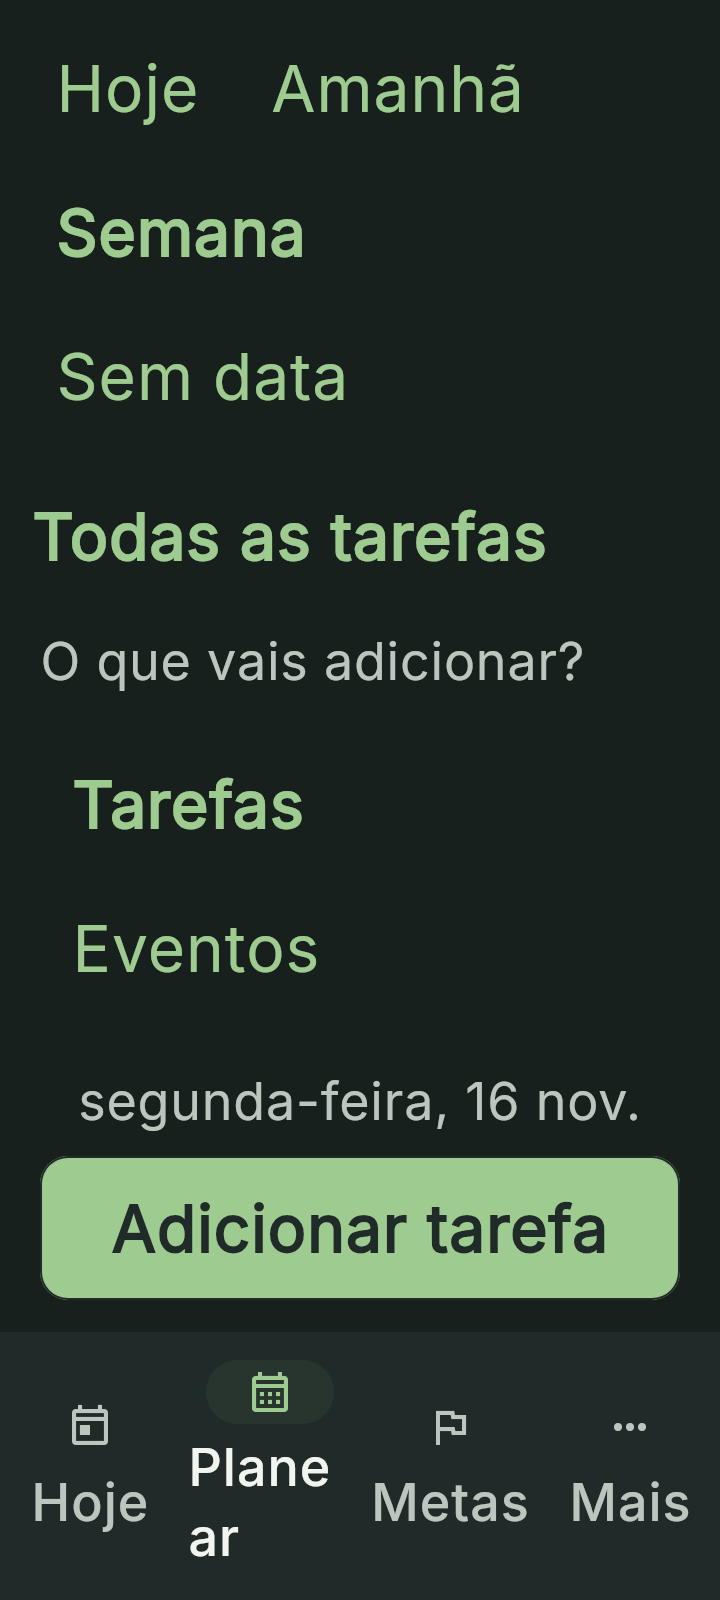 Hoje Amanhã
Semana
Sem data
Todas as tarefas
O que vais adicionar?
Tarefas
Eventos
segunda-feira, 16 nov.
Adicionar tarefa
Hoje
Plane
ar
Metas
Mais